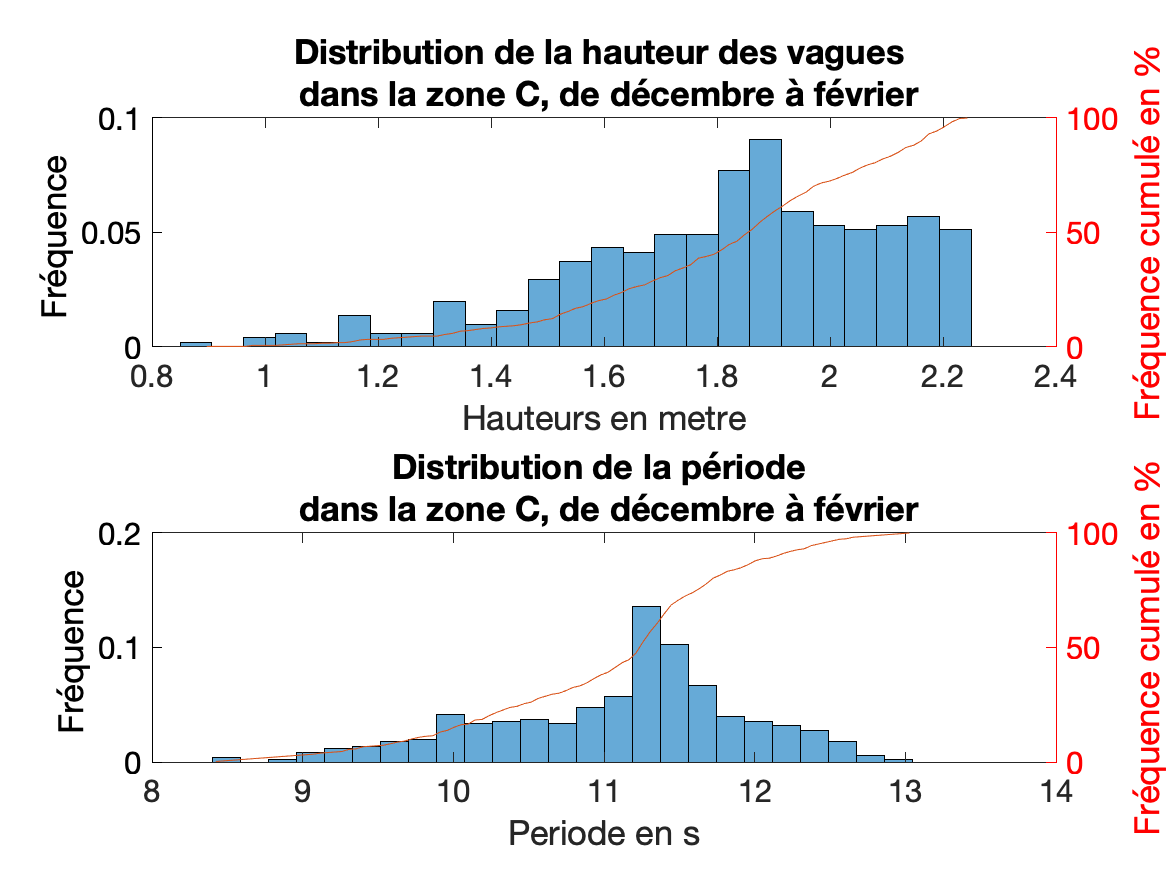 Distribution de la hauteur des vagues
dans la zone C, de décembre à février
Fréquence
0.1
0.05
0
100
50
0
Fréquence cumulé en %
0.8 1 1.2 1.4 1.6 1.8 2 2.2 2.4
Hauteurs en metre
Distribution de la période
dans la zone C, de décembre à février
Fréquence
0.2
0.1
0
100
50
0
Fréquence cumulé en %
8 9 10 11 12 13 14
Periode en s